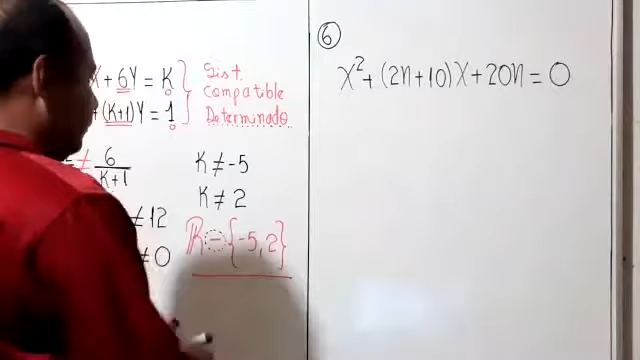 X + 6Y = K
+ (K+1)Y = 1
Sist.
Compatible
Determinado
≠ 6/K+1
≠ 12
≠ 0
K ≠ -5
K ≠ 2
ℝ - {-5, 2}
6
X² + (2n+10)X + 20n = 0